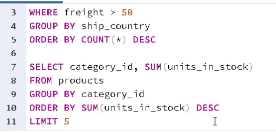 3 WHERE freight > 50
4 GROUP BY ship_country
5 ORDER BY COUNT(*) DESC
7 SELECT category_id, SUM(units_in_stock)
8 FROM products
9 GROUP BY category_id
10 ORDER BY SUM(units_in_stock) DESC
11 LIMIT 5